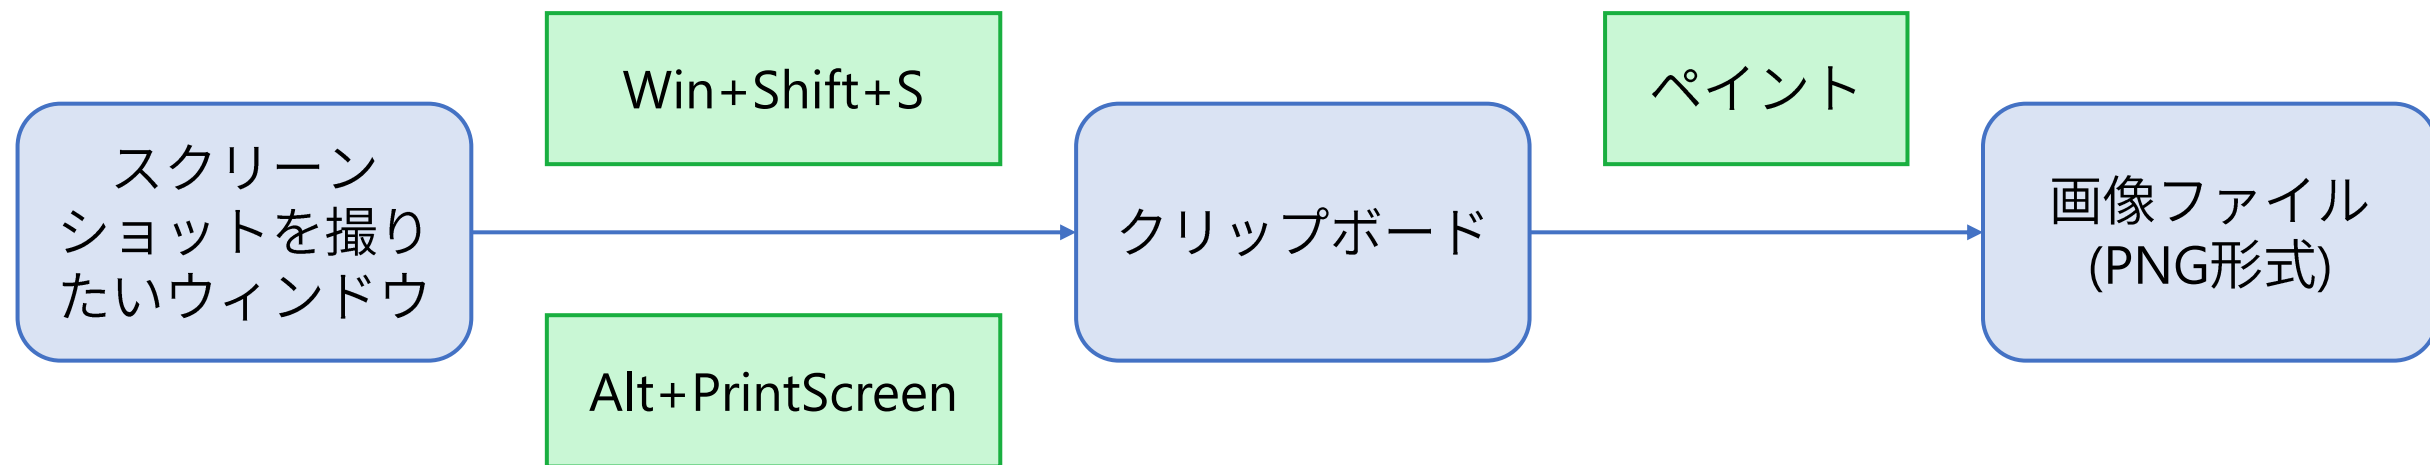 スクリーン
ショットを撮り
たいウィンドウ
Win+Shift+S
Alt+PrintScreen
クリップボード
ペイント
画像ファイル
(PNG形式)